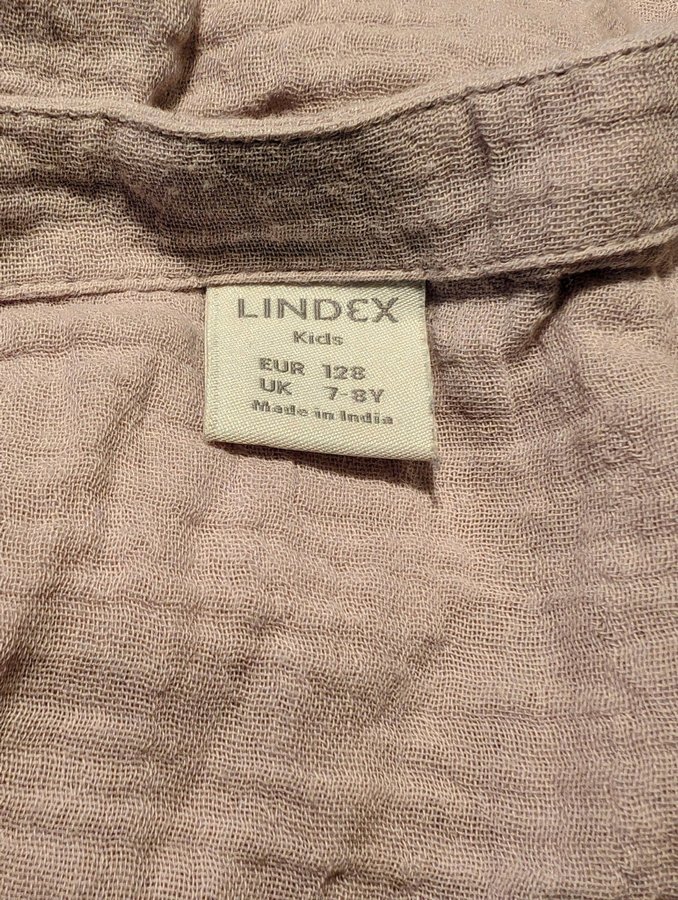 LINDEX
Kids
EUR 128
UK 7-8Y
Made in India